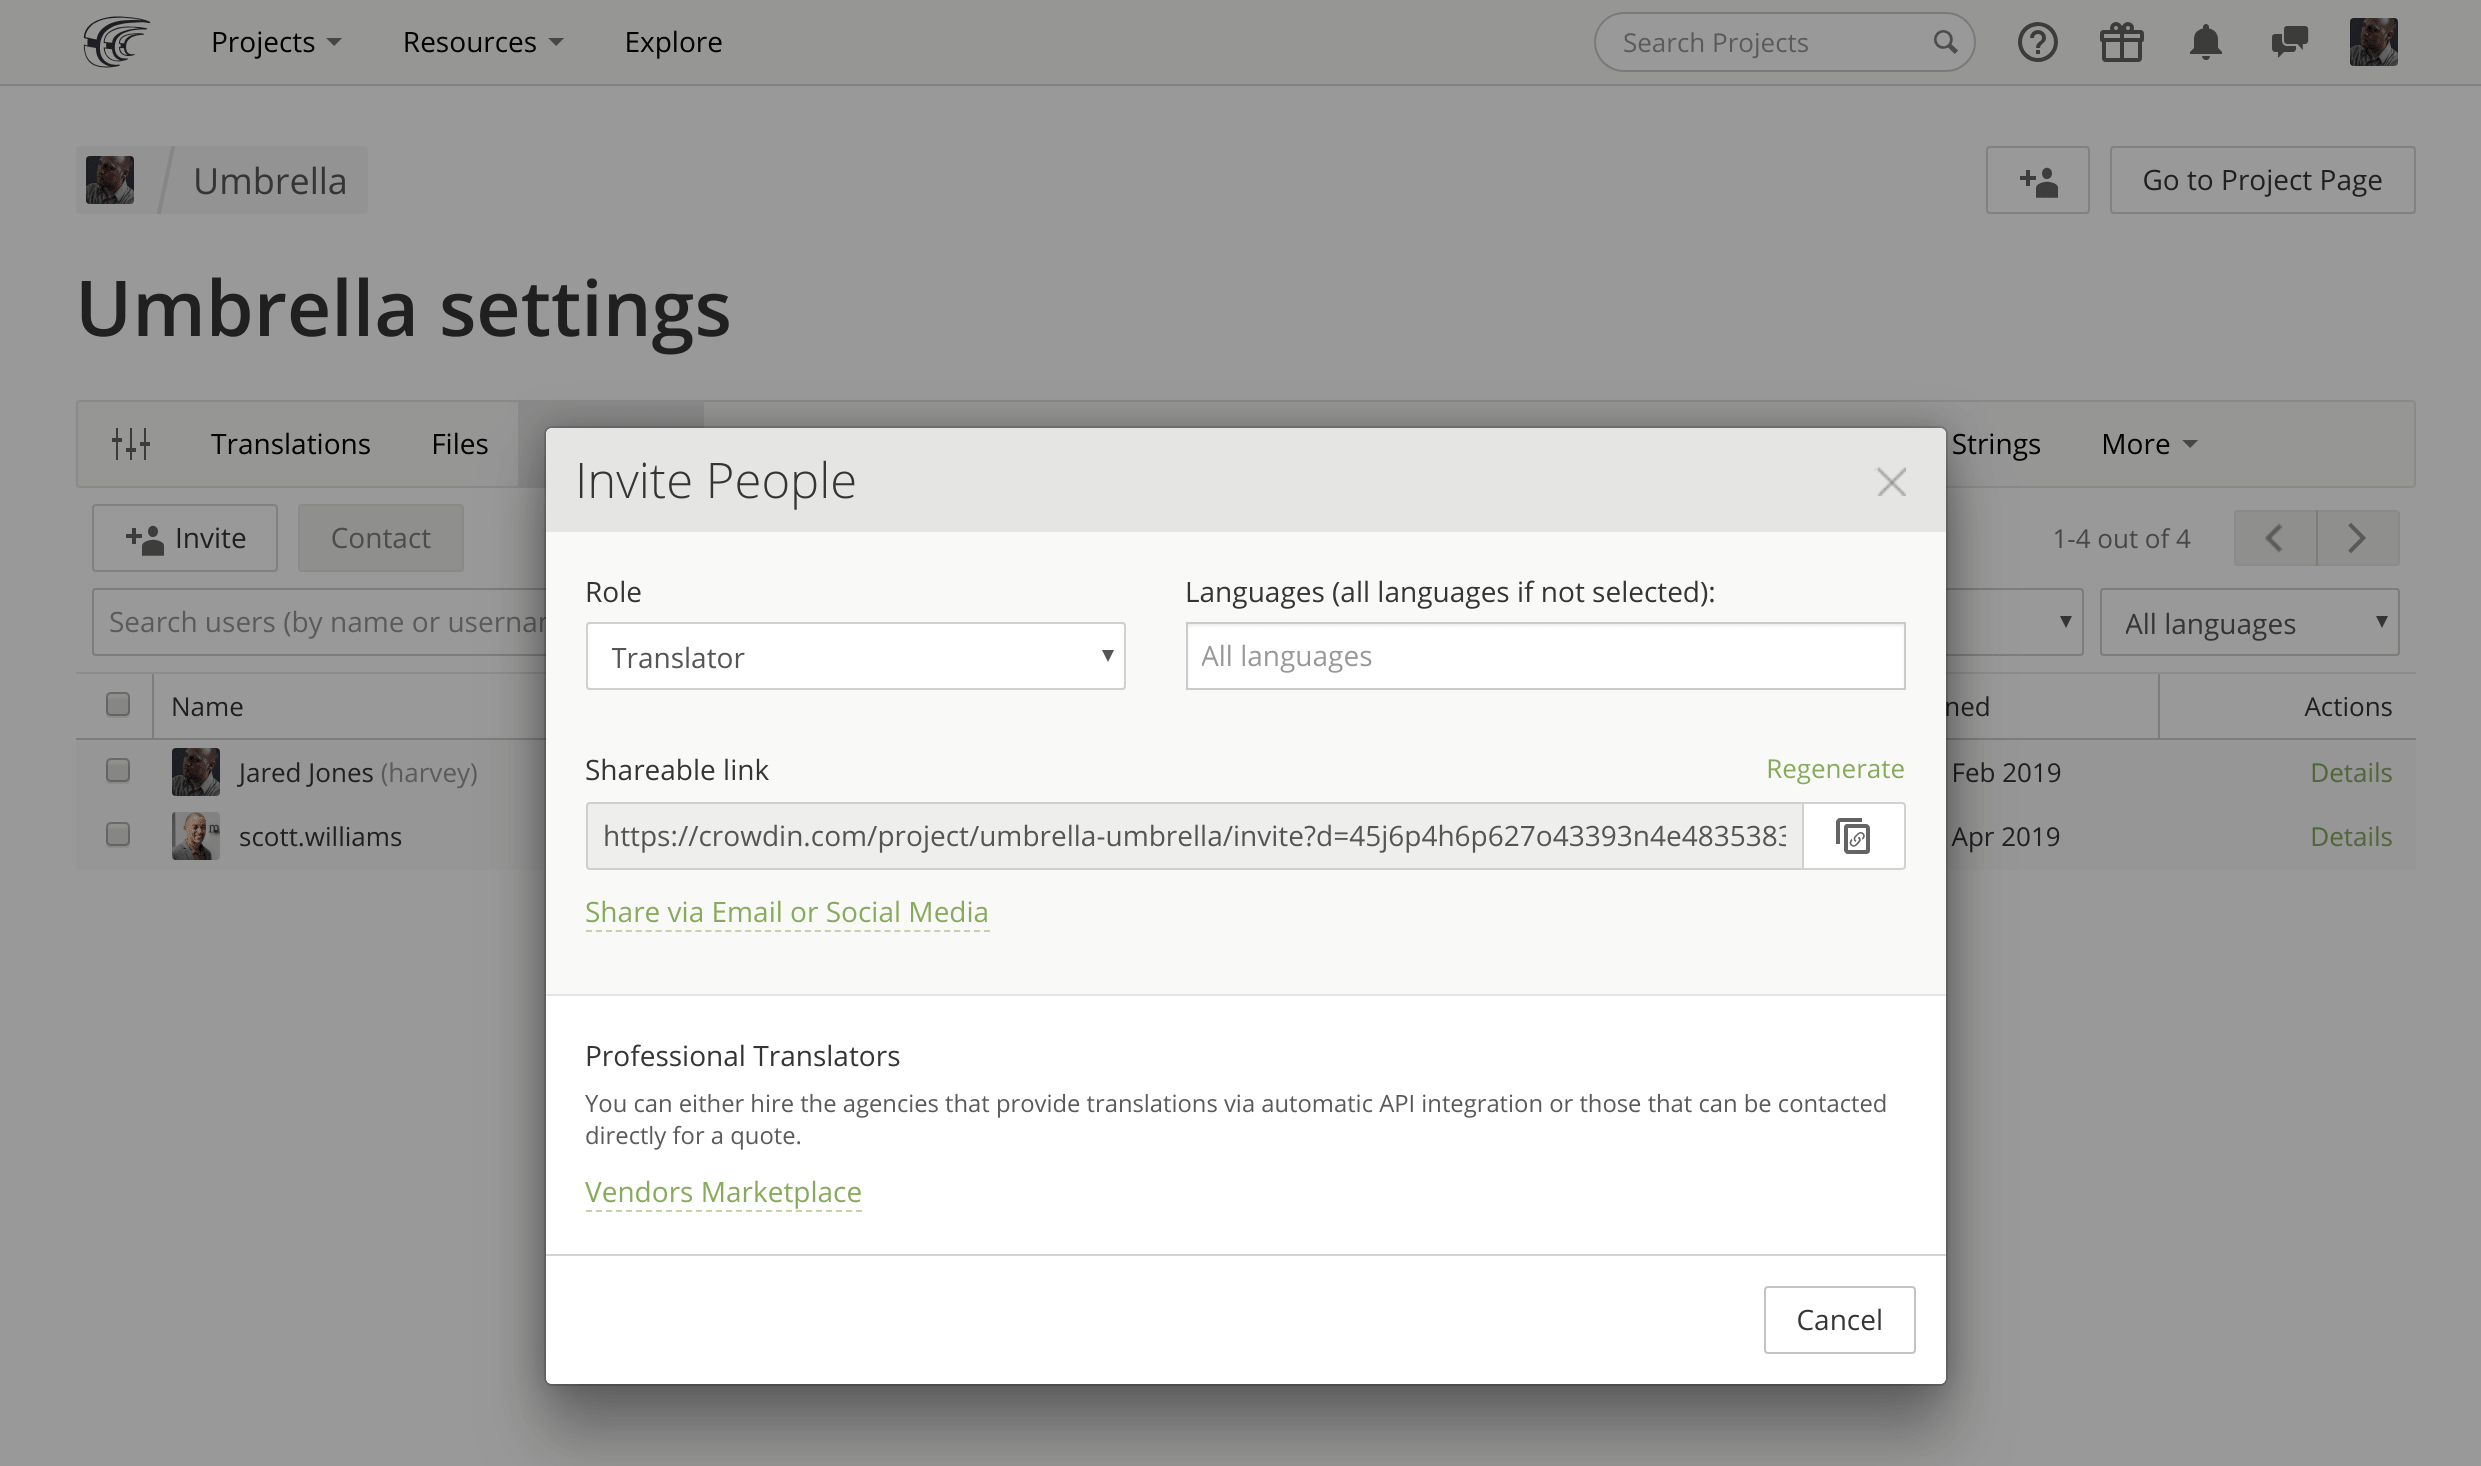 Projects Resources Explore Search Projects
Umbrella Go to Project Page
Umbrella settings
Translations Files Strings More
Invite Contact 1-4 out of 4
Search users (by name or All languages
Name Actions
Jared Jones (harvey) Feb 2019 Details
scott.williams Apr 2019 Details
Invite People
Role Languages (all languages if not selected):
Translator All languages
Shareable link Regenerate
https://crowdin.com/project/umbrella-umbrella/invite?d=45j6p4h6p627o43393n4e4835383
Share via Email or Social Media
Professional Translators
You can either hire the agencies that provide translations via automatic API integration or those that can be contacted
directly for a quote.
Vendors Marketplace
Cancel